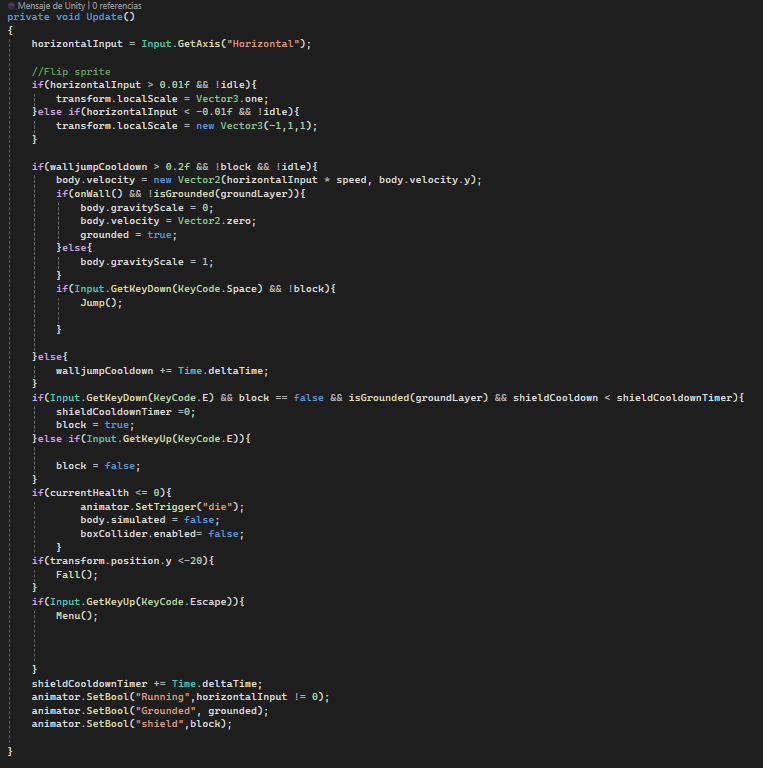 Mensaje de Unity | 0 referencias
private void Update()
{
    horizontalInput = Input.GetAxis("Horizontal");

    //Flip sprite
    if(horizontalInput > 0.01f && !idle){
        transform.localScale = Vector3.one;
    }else if(horizontalInput < -0.01f && !idle){
        transform.localScale = new Vector3(-1,1,1);
    }

    if(walljumpCooldown > 0.2f && !block && !idle){
        body.velocity = new Vector2(horizontalInput * speed, body.velocity.y);
        if(onWall() && !isGrounded(groundLayer)){
            body.gravityScale = 0;
            body.velocity = Vector2.zero;
            grounded = true;
        }else{
            body.gravityScale = 1;
        }
        if(Input.GetKeyDown(KeyCode.Space) && !block){
            Jump();

        }

    }else{
        walljumpCooldown += Time.deltaTime;
    }
    if(Input.GetKeyDown(KeyCode.E) && block == false && isGrounded(groundLayer) && shieldCooldown < shieldCooldownTimer){
        shieldCooldownTimer =0;
        block = true;
    }else if(Input.GetKeyUp(KeyCode.E)){

        block = false;
    }
    if(currentHealth <= 0){
            animator.SetTrigger("die");
            body.simulated = false;
            boxCollider.enabled= false;
        }
    if(transform.position.y <-20){
        Fall();
    }
    if(Input.GetKeyUp(KeyCode.Escape)){
        Menu();



    }
    shieldCooldownTimer += Time.deltaTime;
    animator.SetBool("Running",horizontalInput != 0);
    animator.SetBool("Grounded", grounded);
    animator.SetBool("shield",block);

}